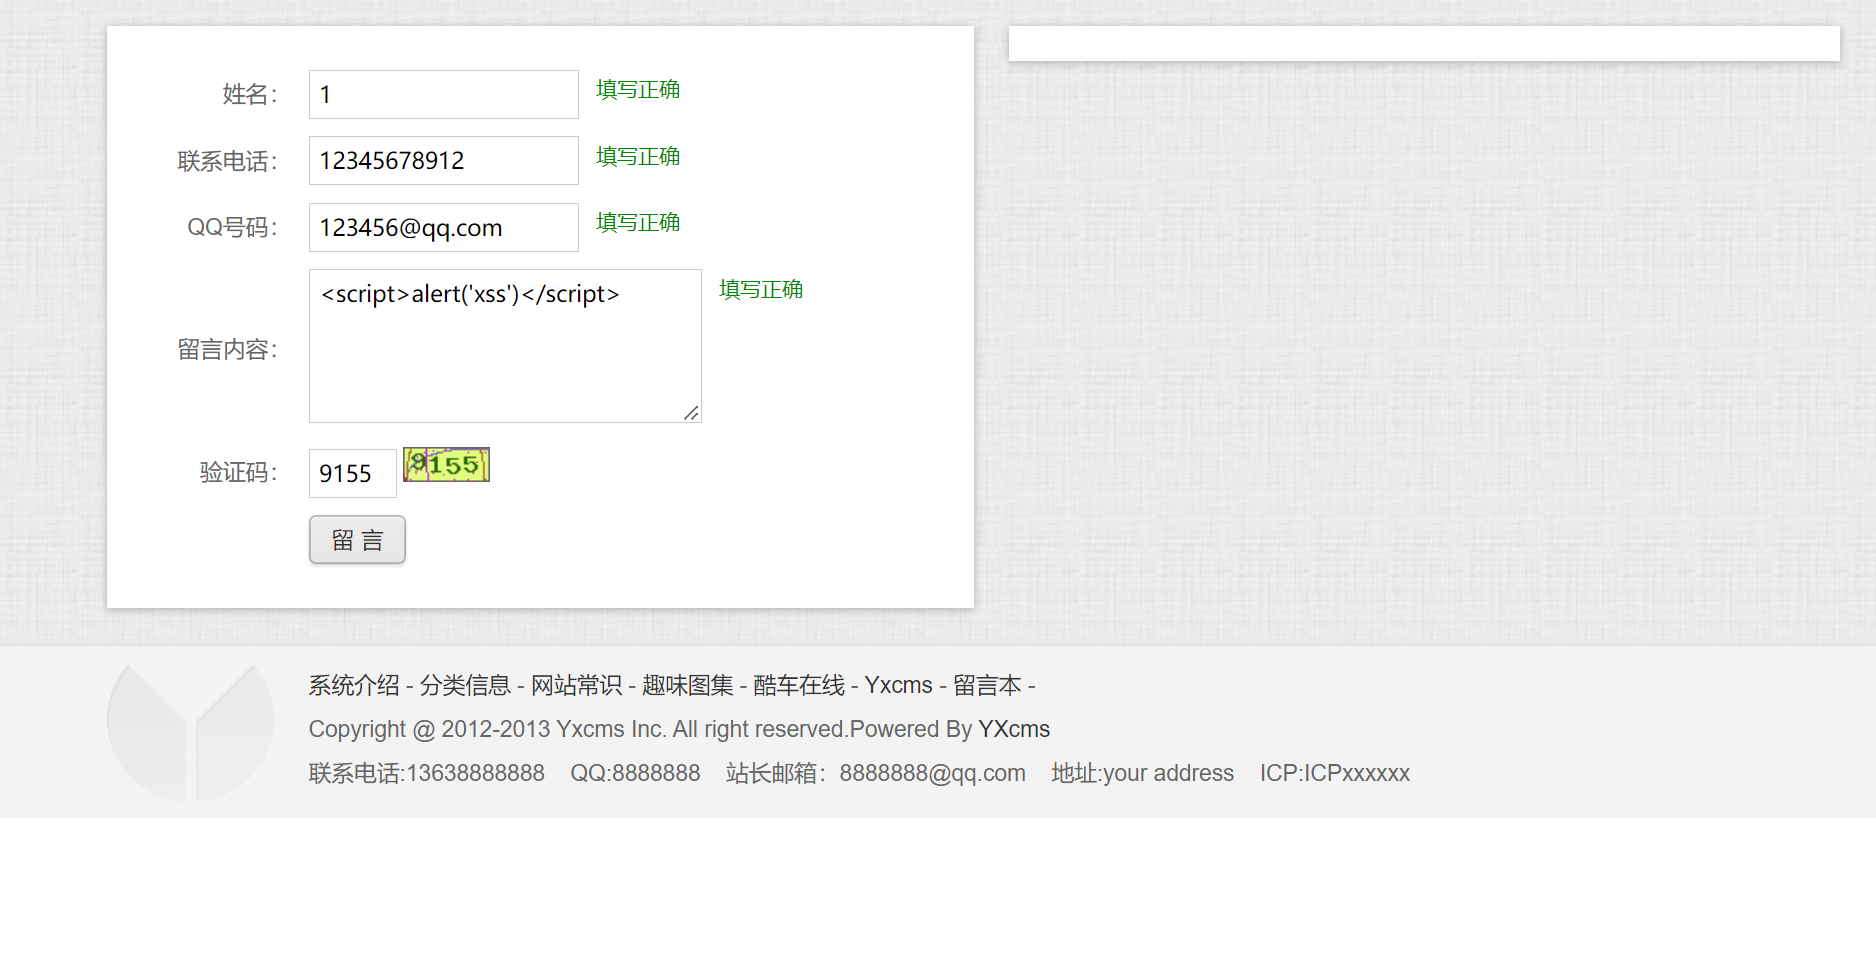 姓名： 1 填写正确
联系电话： 12345678912 填写正确
QQ号码： 123456@qq.com 填写正确
留言内容： <script>alert('xss')</script> 填写正确
验证码： 9155 9155
留 言
系统介绍 - 分类信息 - 网站常识 - 趣味图集 - 酷车在线 - Yxcms - 留言本 -
Copyright @ 2012-2013 Yxcms Inc. All right reserved.Powered By YXcms
联系电话:13638888888 QQ:8888888 站长邮箱：8888888@qq.com 地址:your address ICP:ICPxxxxxx